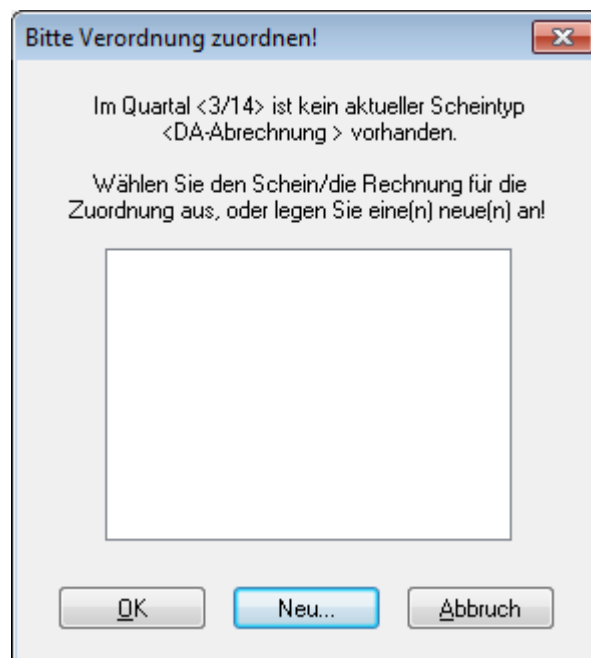 Bitte Verordnung zuordnen!
Im Quartal <3/14> ist kein aktueller Scheintyp
<DA-Abrechnung > vorhanden.
Wählen Sie den Schein/die Rechnung für die
Zuordnung aus, oder legen Sie eine(n) neue(n) an!
OK
Neu...
Abbruch